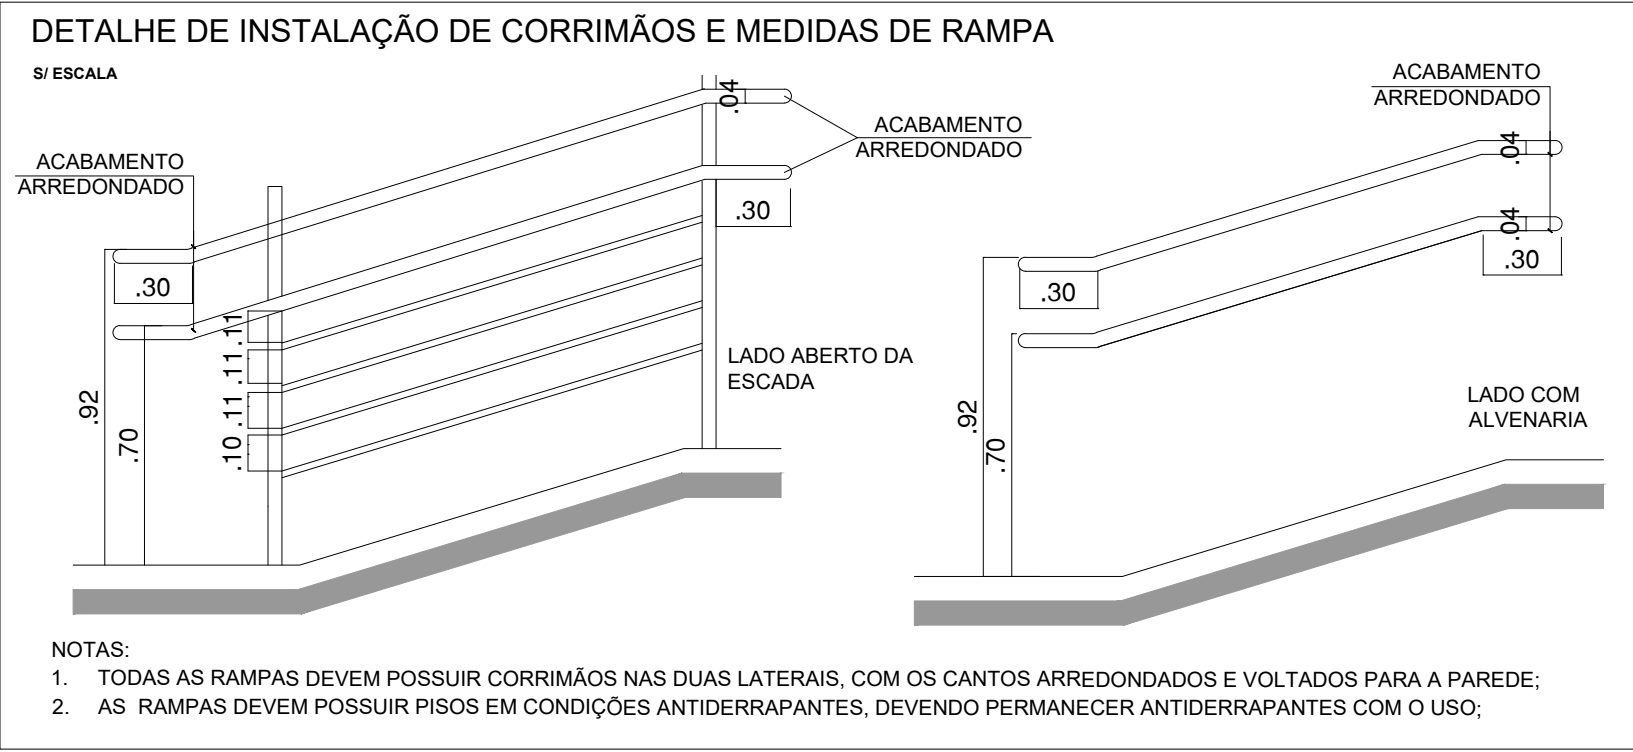 DETALHE DE INSTALAÇÃO DE CORRIMÃOS E MEDIDAS DE RAMPA
S/ ESCALA
ACABAMENTO
ARREDONDADO
.04
ACABAMENTO
ARREDONDADO
.30
.30
.11
.11
.11
.10
.92
.70
LADO ABERTO DA
ESCADA
ACABAMENTO
ARREDONDADO
.04
.04
.30
.30
.92
.70
LADO COM
ALVENARIA
NOTAS:
1. TODAS AS RAMPAS DEVEM POSSUIR CORRIMÃOS NAS DUAS LATERAIS, COM OS CANTOS ARREDONDADOS E VOLTADOS PARA A PAREDE;
2. AS RAMPAS DEVEM POSSUIR PISOS EM CONDIÇÕES ANTIDERRAPANTES, DEVENDO PERMANECER ANTIDERRAPANTES COM O USO;